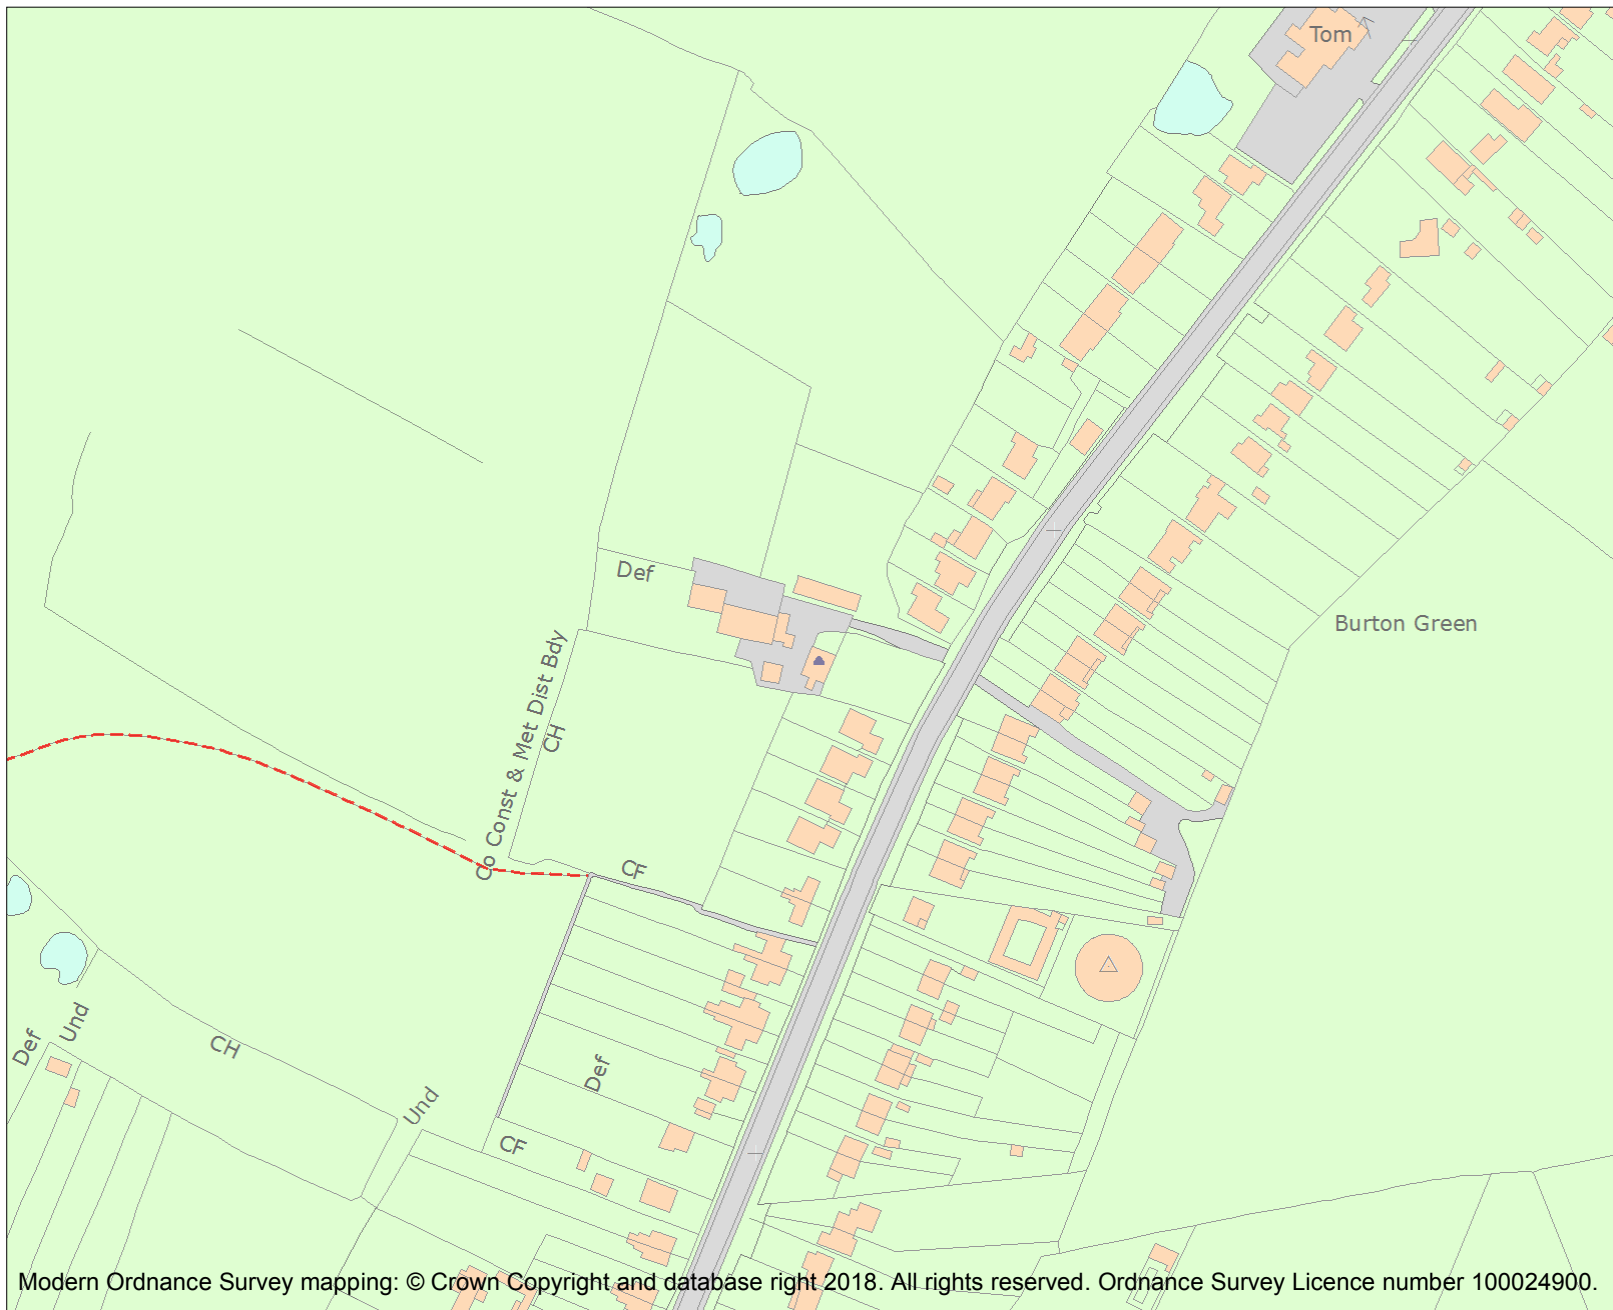 Tom
Def
Burton Green
Co Const & Met Dist Bdy
CH
CF
Def
Und
CH
Def
Und
CF
Modern Ordnance Survey mapping: © Crown Copyright and database right 2018. All rights reserved. Ordnance Survey Licence number 100024900.